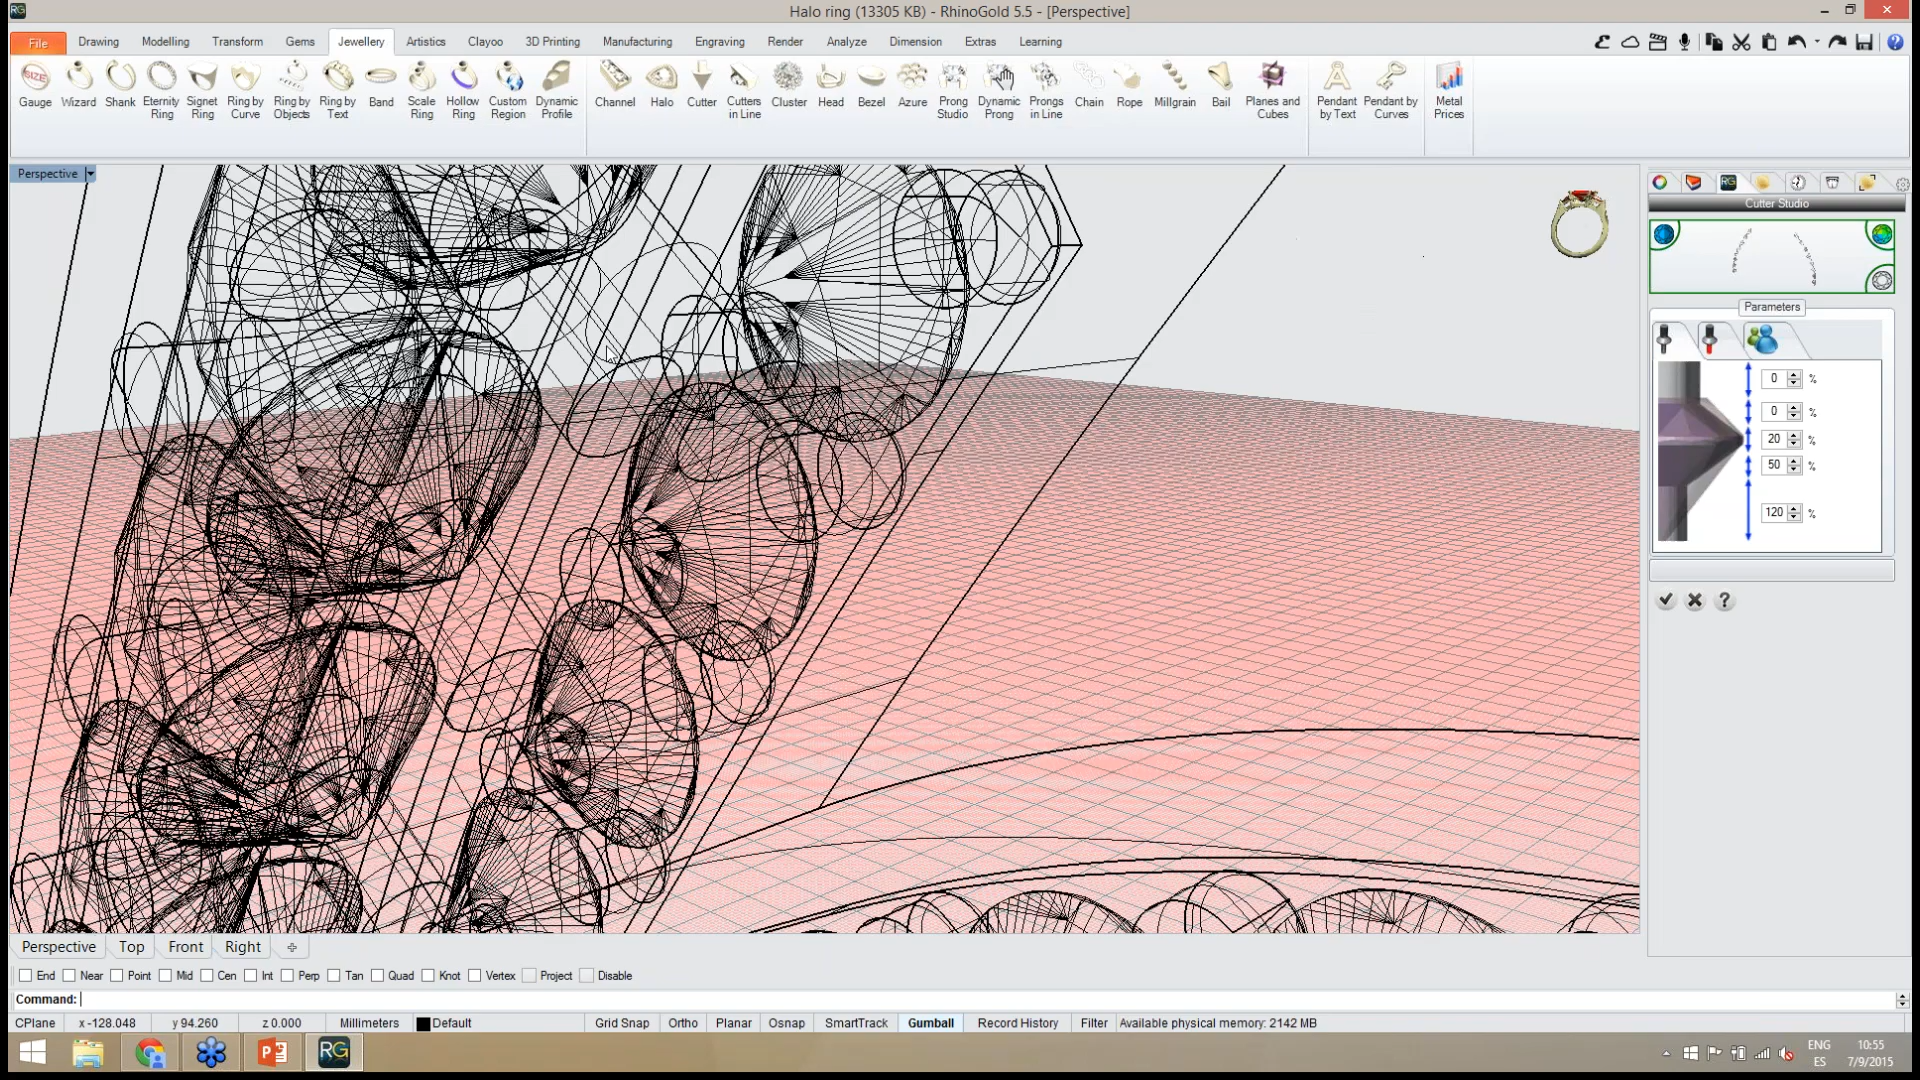 RG
Halo ring (13305 KB) - RhinoGold 5.5 - [Perspective]
File Drawing Modelling Transform Gems Jewellery Artistics Clayoo 3D Printing Manufacturing Engraving Render Analyze Dimension Extras Learning
SIZE
Gauge Wizard Shank Eternity Ring Signet Ring Ring by Curve Ring by Objects Ring by Text Band Scale Ring Hollow Ring Custom Region Dynamic Profile Channel Halo Cutter Cutters in Line Cluster Head Bezel Azure Prong Studio Dynamic Prong Prongs in Line Chain Rope Millgrain Bail Planes and Cubes Pendant by Text Pendant by Curves Metal Prices
Perspective
RG
Cutter Studio
Parameters
0 %
0 %
20 %
50 %
120 %
Perspective Top Front Right
End Near Point Mid Cen Int Perp Tan Quad Knot Vertex Project Disable
Command:
CPlane x -128.048 y 94.260 z 0.000 Millimeters Default Grid Snap Ortho Planar Osnap SmartTrack Gumball Record History Filter Available physical memory: 2142 MB
RG
ENG 10:55
ES 7/9/2015